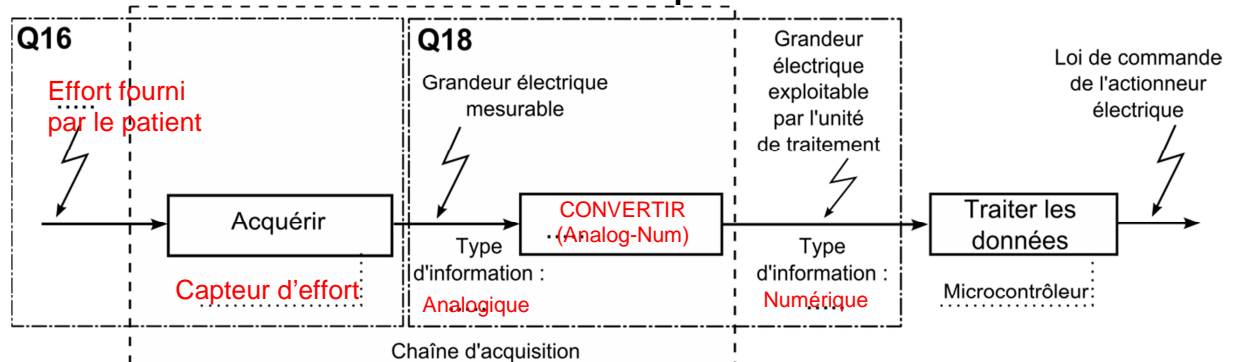 Q16
Effort fourni
par le patient
Acquérir
Capteur d'effort
Q18
Grandeur électrique
mesurable
Type
d'information :
Analogique
CONVERTIR
(Analog-Num)
Grandeur
électrique
exploitable
par l'unité
de traitement
Type
d'information :
Numérique
Traiter les
données
Microcontrôleur
Loi de commande
de l'actionneur
électrique
Chaîne d'acquisition